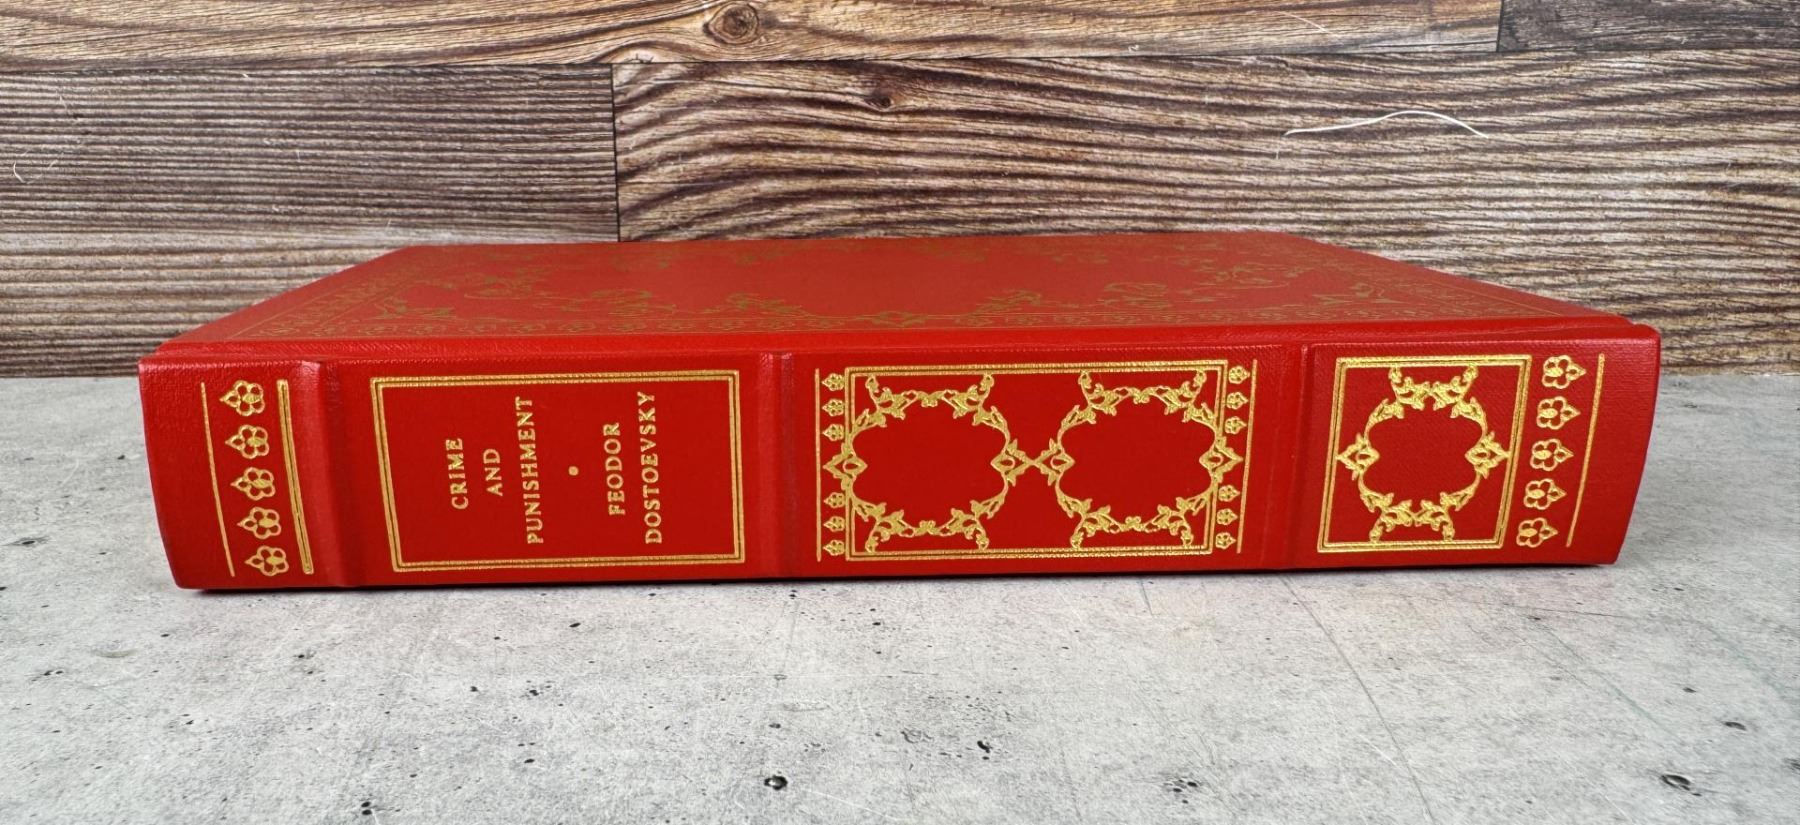 CRIME
AND
PUNISHMENT
•
FEODOR
DOSTOEVSKY